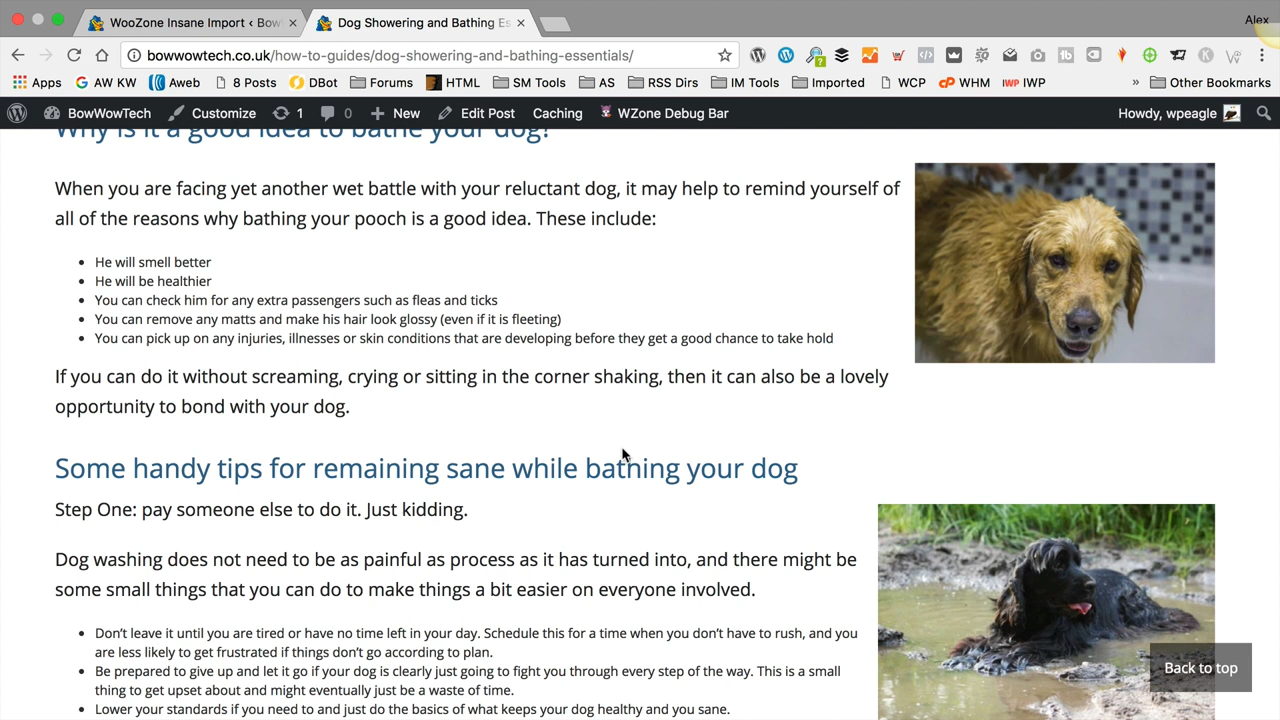 Alex
WooZone Insane Import ‹ Bow
Dog Showering and Bathing Es
bowwowtech.co.uk/how-to-guides/dog-showering-and-bathing-essentials/
Apps AW KW Aweb 8 Posts DBot Forums HTML SM Tools AS RSS Dirs IM Tools Imported WCP WHM IWP » Other Bookmarks
BowWowTech Customize 1 0 New Edit Post Caching WZone Debug Bar Howdy, wpeagle
Why is it a good idea to bathe your dog?
When you are facing yet another wet battle with your reluctant dog, it may help to remind yourself of
all of the reasons why bathing your pooch is a good idea. These include:
• He will smell better
• He will be healthier
• You can check him for any extra passengers such as fleas and ticks
• You can remove any matts and make his hair look glossy (even if it is fleeting)
• You can pick up on any injuries, illnesses or skin conditions that are developing before they get a good chance to take hold
If you can do it without screaming, crying or sitting in the corner shaking, then it can also be a lovely
opportunity to bond with your dog.
Some handy tips for remaining sane while bathing your dog
Step One: pay someone else to do it. Just kidding.
Dog washing does not need to be as painful as process as it has turned into, and there might be
some small things that you can do to make things a bit easier on everyone involved.
• Don't leave it until you are tired or have no time left in your day. Schedule this for a time when you don't have to rush, and you
are less likely to get frustrated if things don't go according to plan.
• Be prepared to give up and let it go if your dog is clearly just going to fight you through every step of the way. This is a small
thing to get upset about and might eventually just be a waste of time.
• Lower your standards if you need to and just do the basics of what keeps your dog healthy and you sane.
Back to top